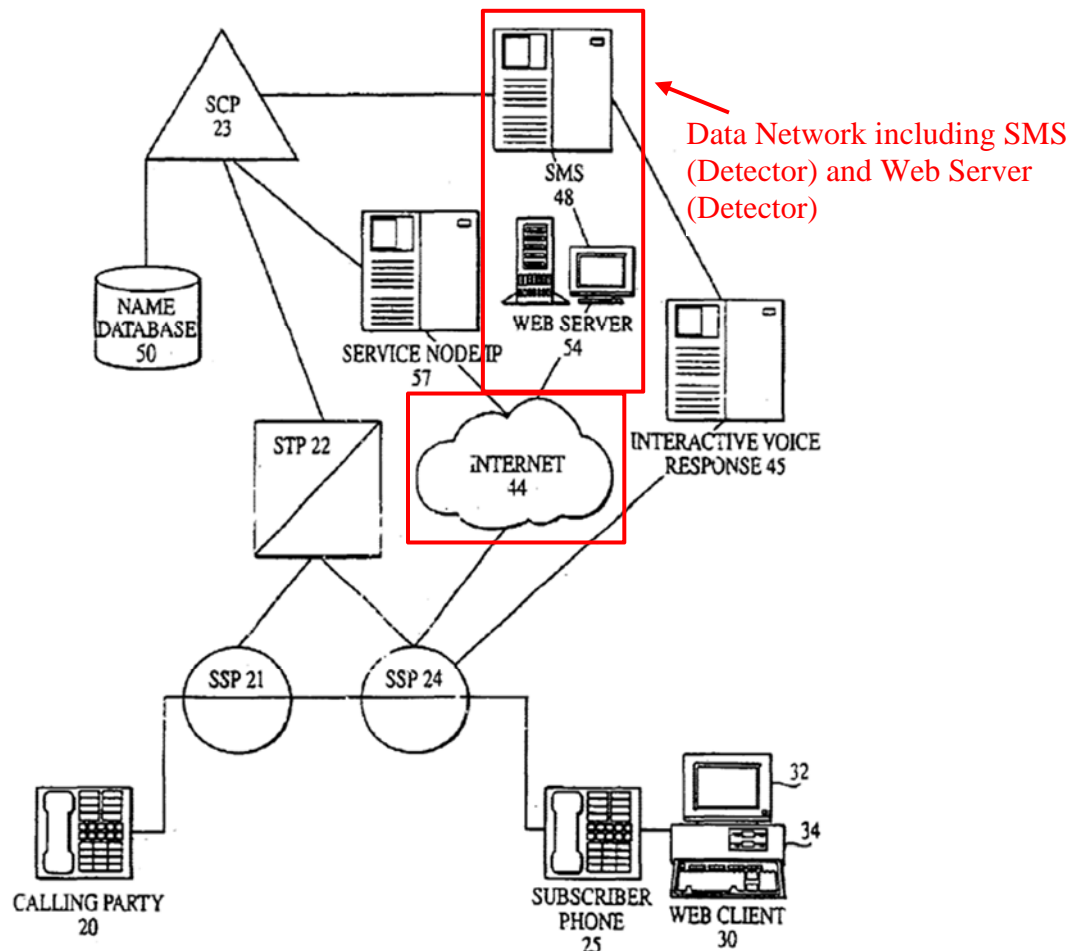 SCP
23
Data Network including SMS
(Detector) and Web Server
(Detector)
SMS
48
NAME
DATABASE
50
WEB SERVER
54
SERVICE NODE/IP
57
STP 22
INTERNET
44
INTERACTIVE VOICE
RESPONSE 45
SSP 21
SSP 24
32
34
CALLING PARTY
20
SUBSCRIBER
PHONE
25
WEB CLIENT
30